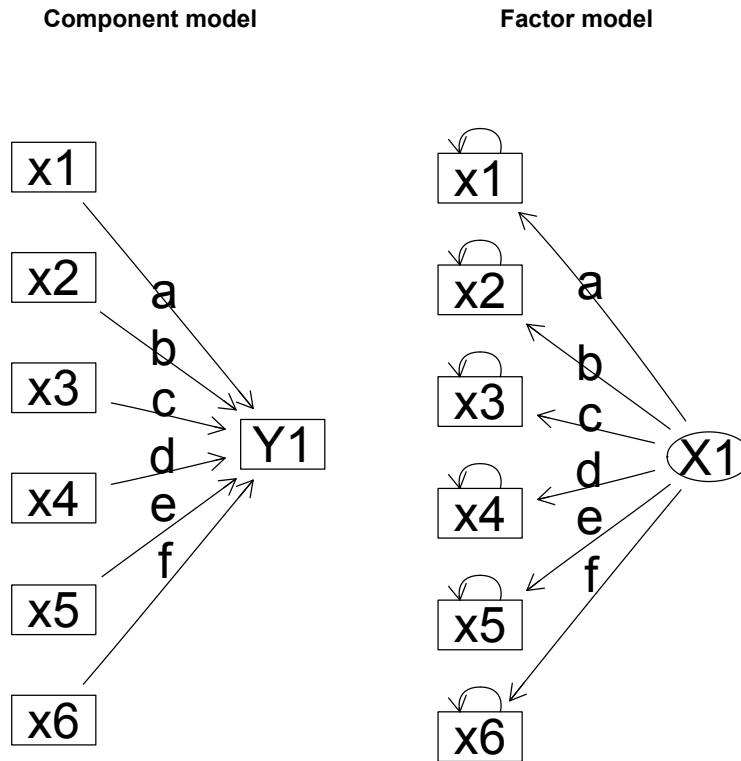 Component model
x1
x2
x3
x4
x5
x6
a
b
c
d
e
f
Y1
Factor model
x1
x2
x3
x4
x5
x6
a
b
c
d
e
f
X1